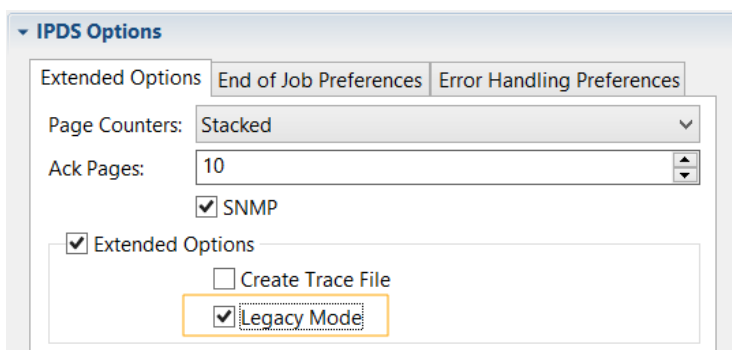 IPDS Options
Extended Options End of Job Preferences Error Handling Preferences
Page Counters: Stacked
Ack Pages: 10
SNMP
Extended Options
Create Trace File
Legacy Mode